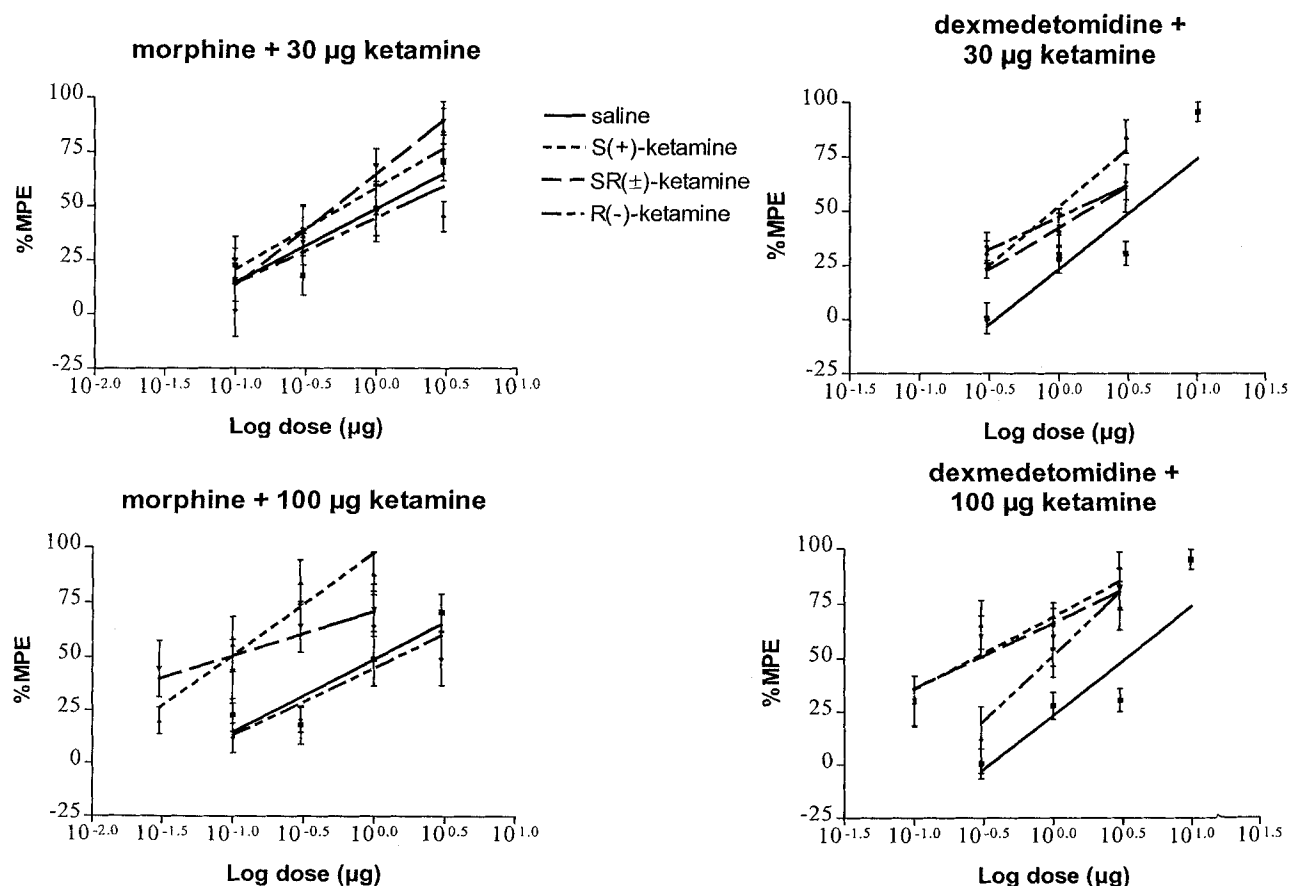 morphine + 30 µg ketamine
100
75
50
25
0
-25
%MPE
10-2.0 10-1.5 10-1.0 10-0.5 100.0 100.5 101.0
Log dose (µg)
saline
S(+)-ketamine
SR(±)-ketamine
R(-)-ketamine
dexmedetomidine +
30 µg ketamine
100
75
50
25
0
-25
%MPE
10-1.5 10-1.0 10-0.5 100.0 100.5 101.0 101.5
Log dose (µg)
morphine + 100 µg ketamine
100
75
50
25
0
-25
%MPE
10-2.0 10-1.5 10-1.0 10-0.5 100.0 100.5 101.0
Log dose (µg)
dexmedetomidine +
100 µg ketamine
100
75
50
25
0
-25
%MPE
10-1.5 10-1.0 10-0.5 100.0 100.5 101.0 101.5
Log dose (µg)